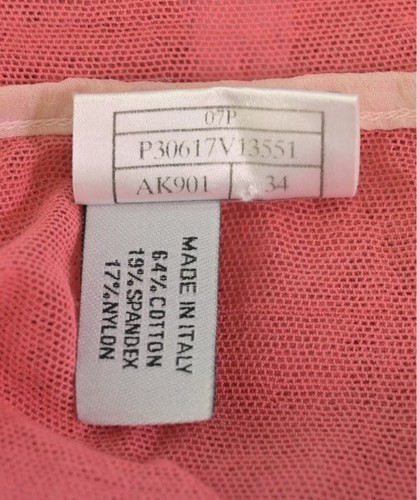 07P
P30617V13551
AK901 34
MADE IN ITALY
64%COTTON
19%SPANDEX
17%NYLON